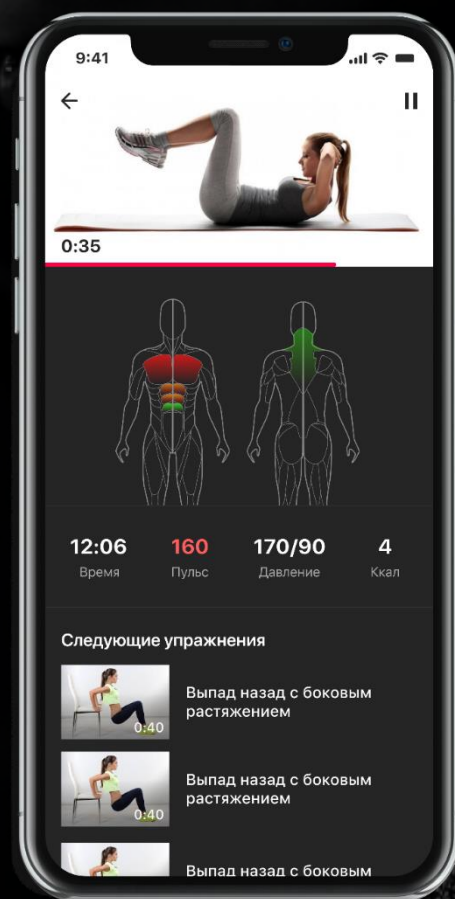 9:41
0:35
12:06 160 170/90 4
Время Пульс Давление Ккал
Следующие упражнения
Выпад назад с боковым
растяжением
0:40
Выпад назад с боковым
растяжением
0:40
Выпад назад с боковым